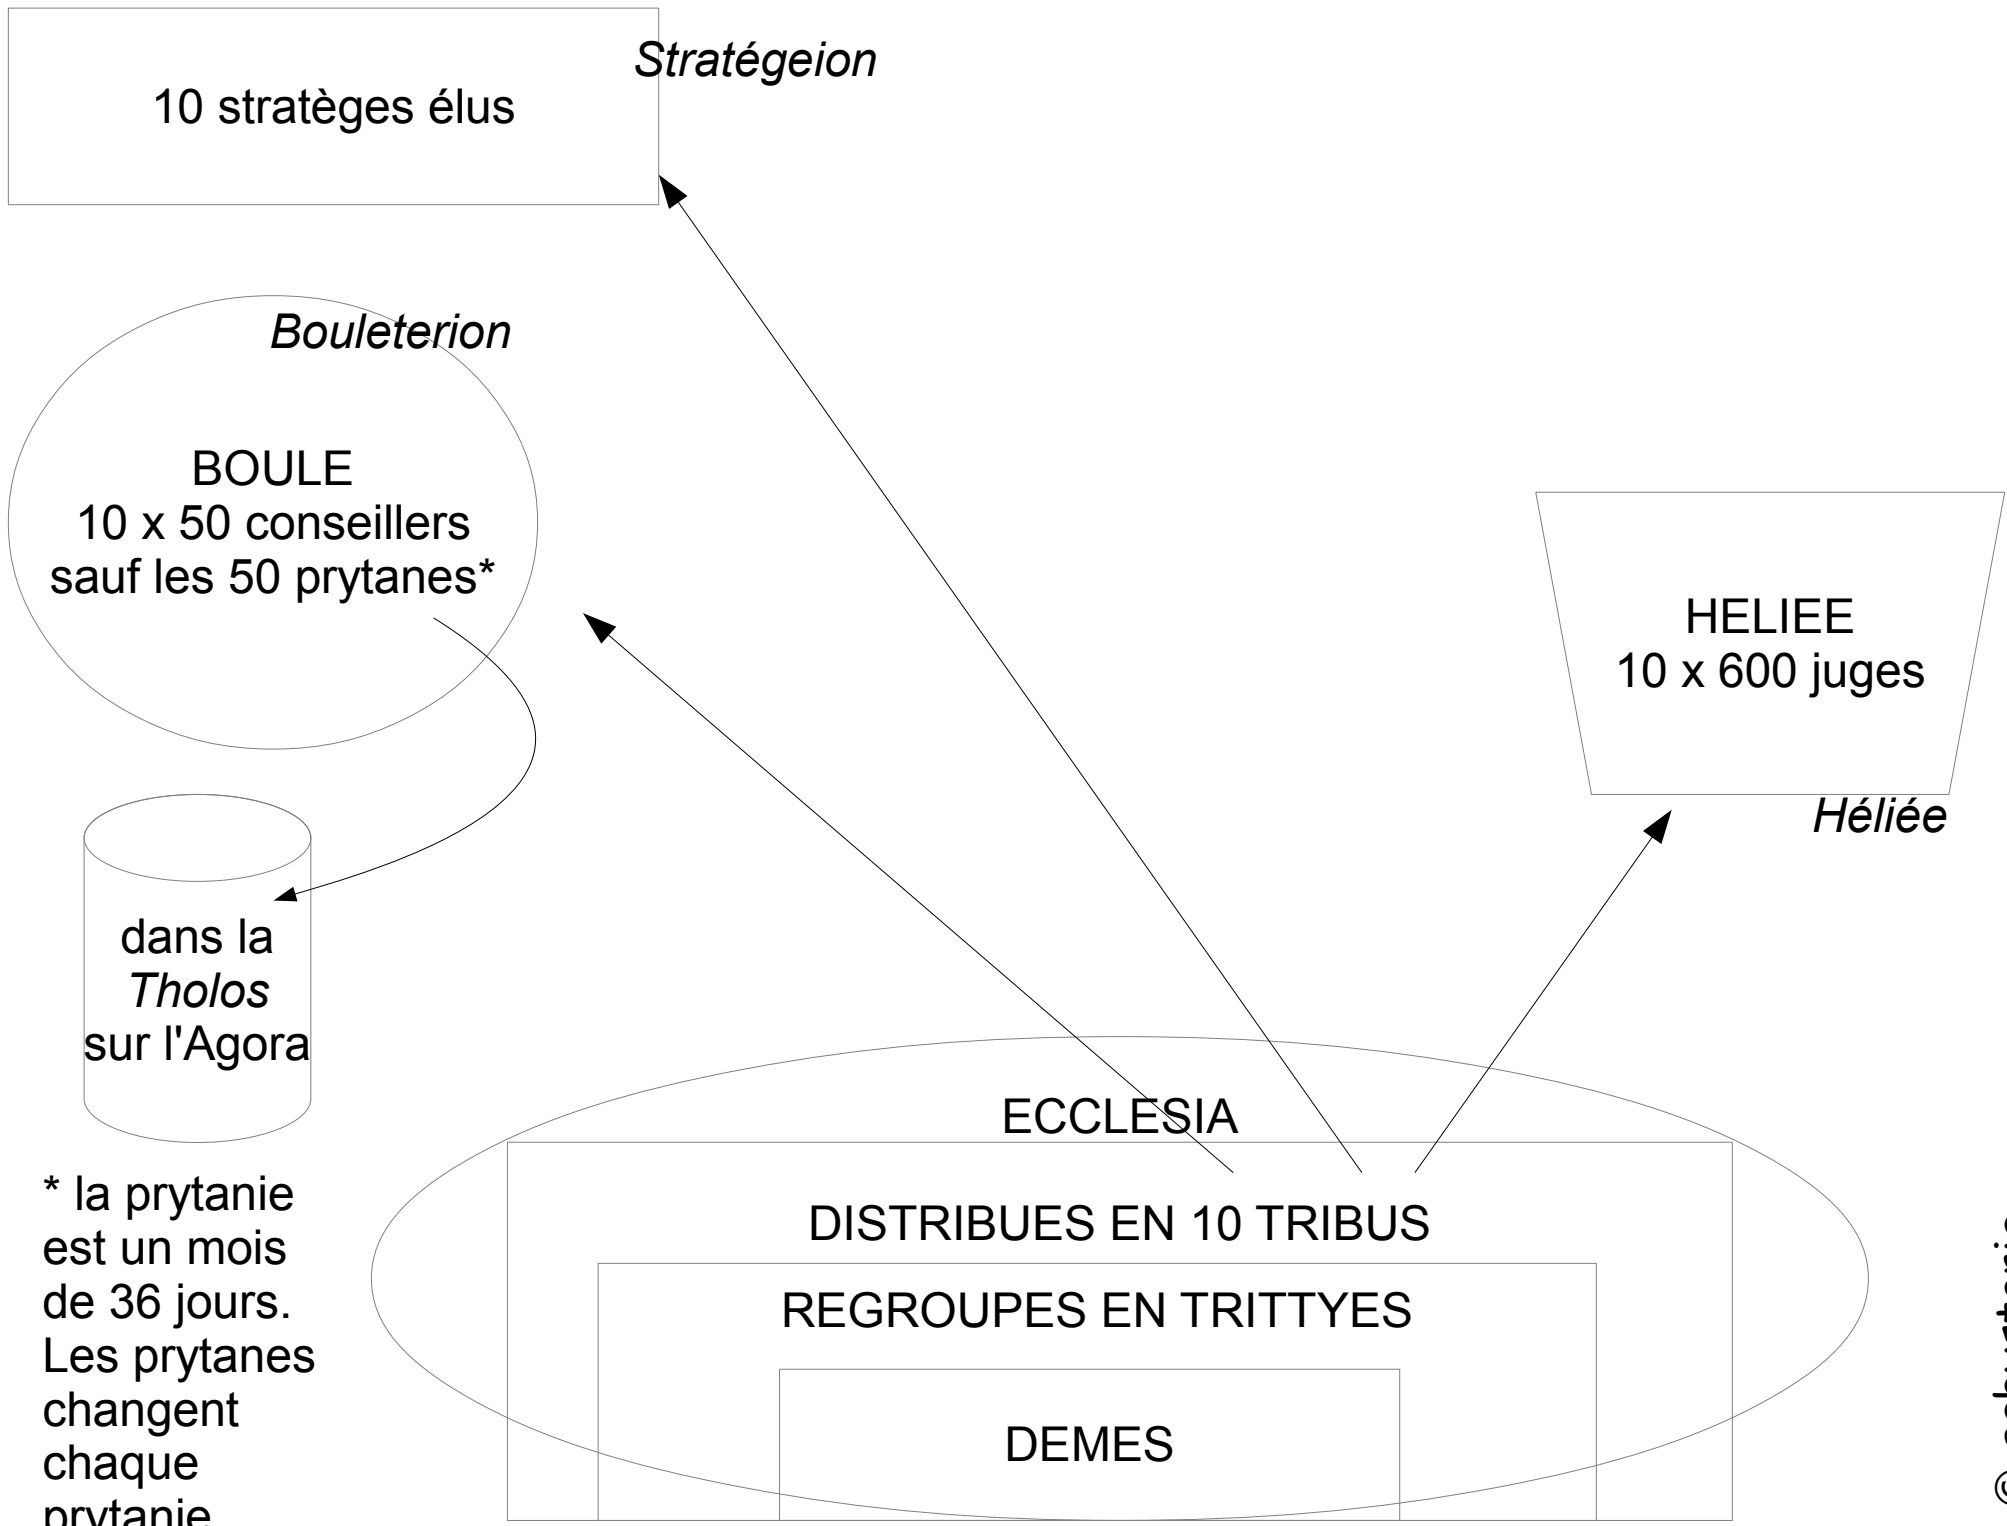 Stratégeion
10 stratèges élus
Bouleterion
BOULE
10 x 50 conseillers
sauf les 50 prytanes*
HELIEE
10 x 600 juges
Héliée
dans la
Tholos
sur l'Agora
ECCLESIA
DISTRIBUES EN 10 TRIBUS
REGROUPES EN TRITTYES
DEMES
* la prytanie
est un mois
de 36 jours.
Les prytanes
changent
chaque
prytanie
©